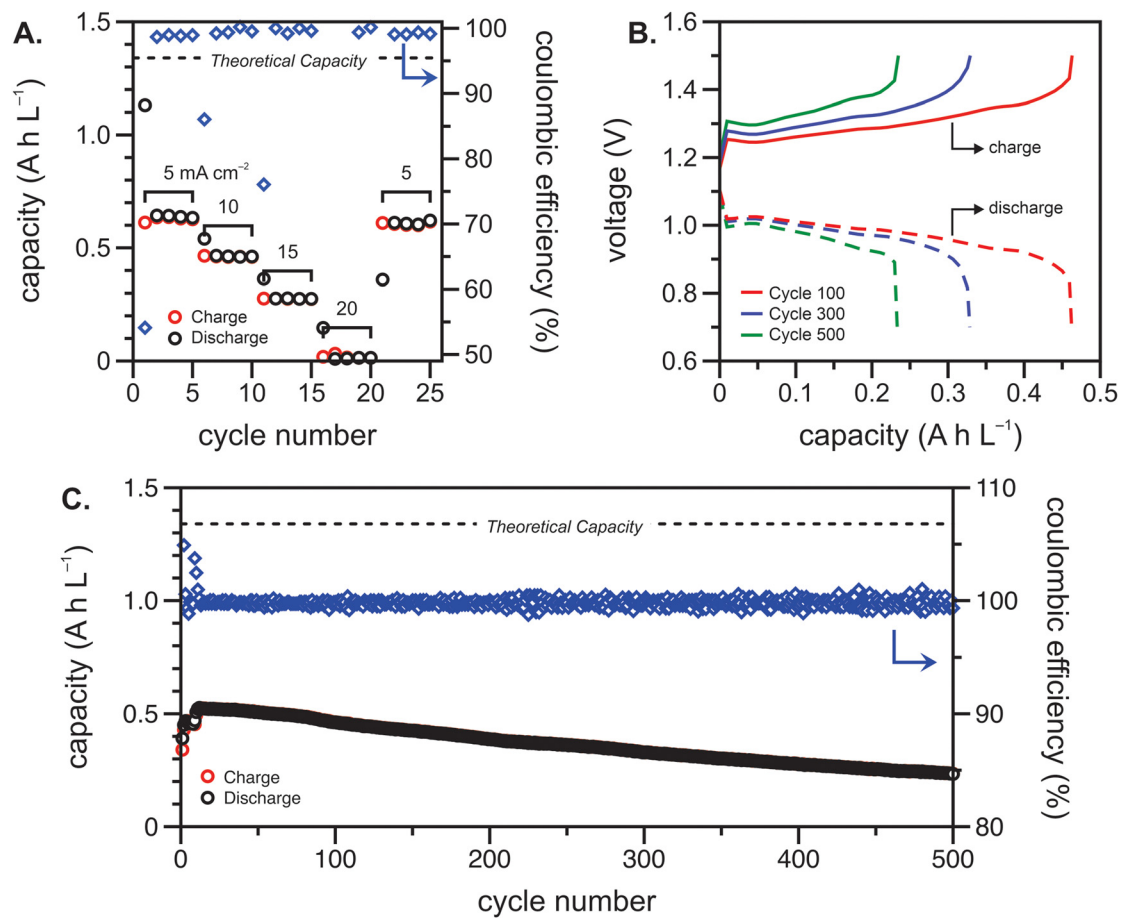 A.
1.5
1.0
0.5
0
capacity (A h L⁻¹)
Theoretical Capacity
5 mA cm⁻²
10
15
20
5
Charge
Discharge
100
90
80
70
60
50
coulombic efficiency (%)
0
5
10
15
20
25
cycle number
B.
1.6
1.4
1.2
1.0
0.8
0.6
voltage (V)
charge
discharge
Cycle 100
Cycle 300
Cycle 500
0
0.1
0.2
0.3
0.4
0.5
capacity (A h L⁻¹)
C.
1.5
1.0
0.5
0
capacity (A h L⁻¹)
Theoretical Capacity
Charge
Discharge
110
100
90
80
coulombic efficiency (%)
0
100
200
300
400
500
cycle number